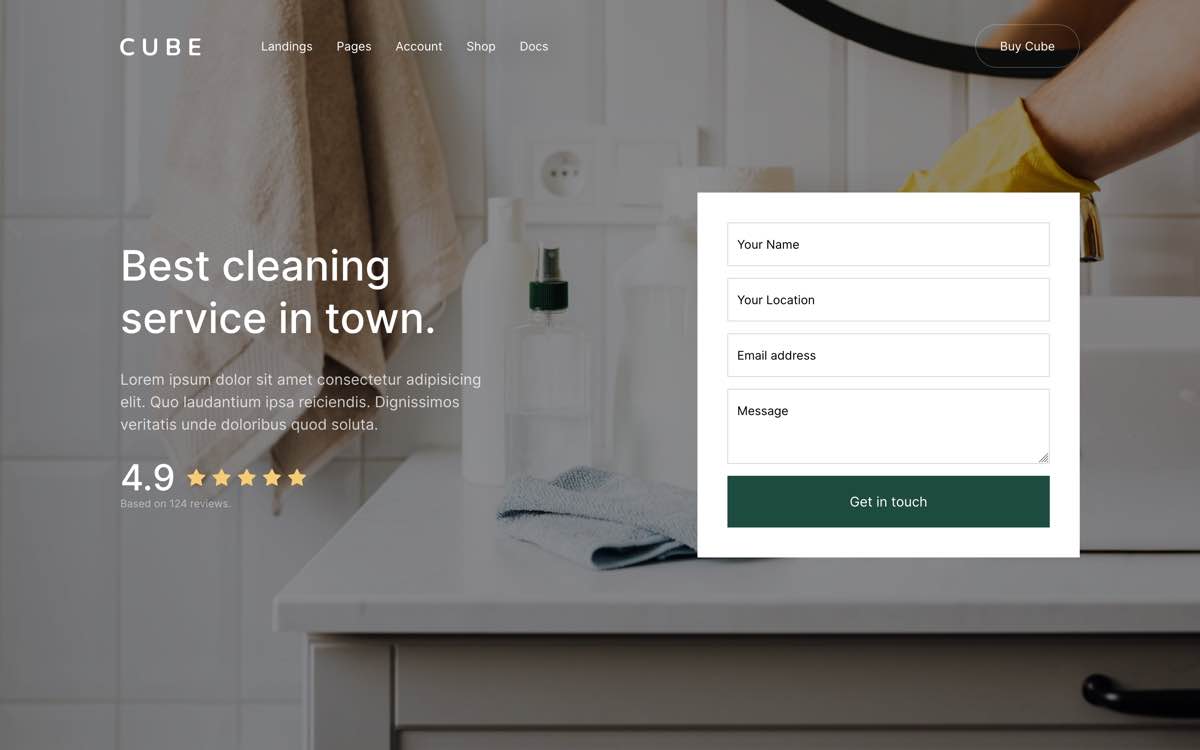 CUBE
Landings Pages Account Shop Docs
Buy Cube
Best cleaning
service in town.
Lorem ipsum dolor sit amet consectetur adipisicing
elit. Quo laudantium ipsa reiciendis. Dignissimos
veritatis unde doloribus quod soluta.
4.9
Based on 124 reviews.
Your Name
Your Location
Email address
Message
Get in touch